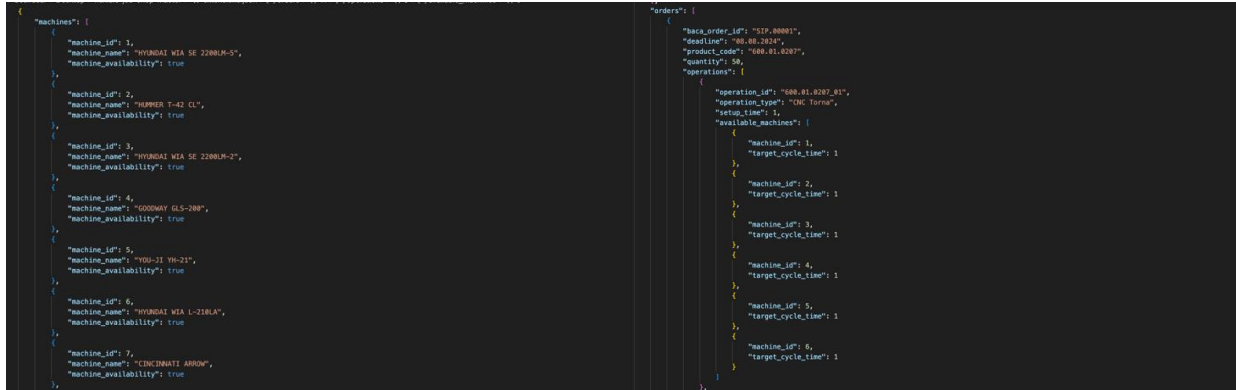 {
"machines": [
{
"machine_id": 1,
"machine_name": "HYUNDAI WIA SE 2200LM-5",
"machine_availability": true
},
{
"machine_id": 2,
"machine_name": "HUMMER T-42 CL",
"machine_availability": true
},
{
"machine_id": 3,
"machine_name": "HYUNDAI WIA SE 2200LM-2",
"machine_availability": true
},
{
"machine_id": 4,
"machine_name": "GOODWAY GLS-200",
"machine_availability": true
},
{
"machine_id": 5,
"machine_name": "YOU-JI YH-21",
"machine_availability": true
},
{
"machine_id": 6,
"machine_name": "HYUNDAI WIA L-210LA",
"machine_availability": true
},
{
"machine_id": 7,
"machine_name": "CINCINNATI ARROW",
"machine_availability": true
},
"orders": [
{
"baca_order_id": "SIP.00001",
"deadline": "08.08.2024",
"product_code": "600.01.0207",
"quantity": 50,
"operations": [
{
"operation_id": "600.01.0207_01",
"operation_type": "CNC Torna",
"setup_time": 1,
"available_machines": [
{
"machine_id": 1,
"target_cycle_time": 1
},
{
"machine_id": 2,
"target_cycle_time": 1
},
{
"machine_id": 3,
"target_cycle_time": 1
},
{
"machine_id": 4,
"target_cycle_time": 1
},
{
"machine_id": 5,
"target_cycle_time": 1
},
{
"machine_id": 6,
"target_cycle_time": 1
}
]
},